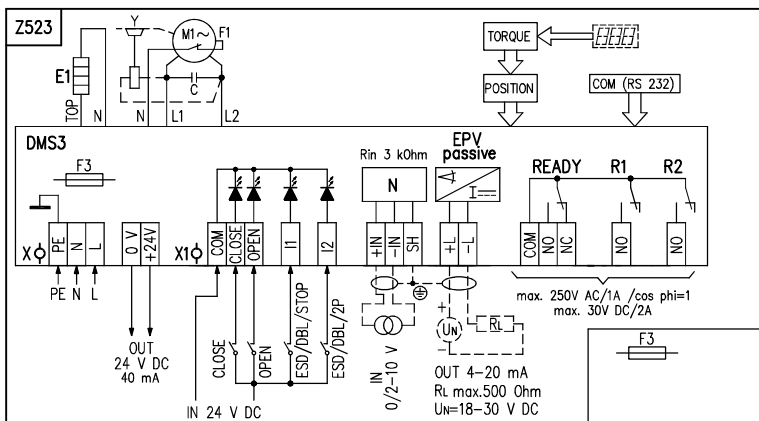 Z523
Y
M1~
F1
E1
C
TOP
N
N
L1
L2
TORQUE
POSITION
COM (RS 232)
DMS3
F3
Rin 3 kOhm
N
EPV
passive
READY
R1
R2
X
PE
N
L
0 V
+24V
X1
COM
CLOSE
OPEN
I1
I2
+IN
-IN
SH
+L
-L
COM
NO
NC
NO
NO
PE N L
OUT
24 V DC
40 mA
CLOSE
OPEN
ESD/DBL/STOP
ESD/DBL/2P
IN 24 V DC
IN
0/2-10 V
+
UN
-
RL
OUT 4-20 mA
RL max.500 Ohm
UN=18-30 V DC
max. 250V AC/1A /cos phi=1
max. 30V DC/2A
F3